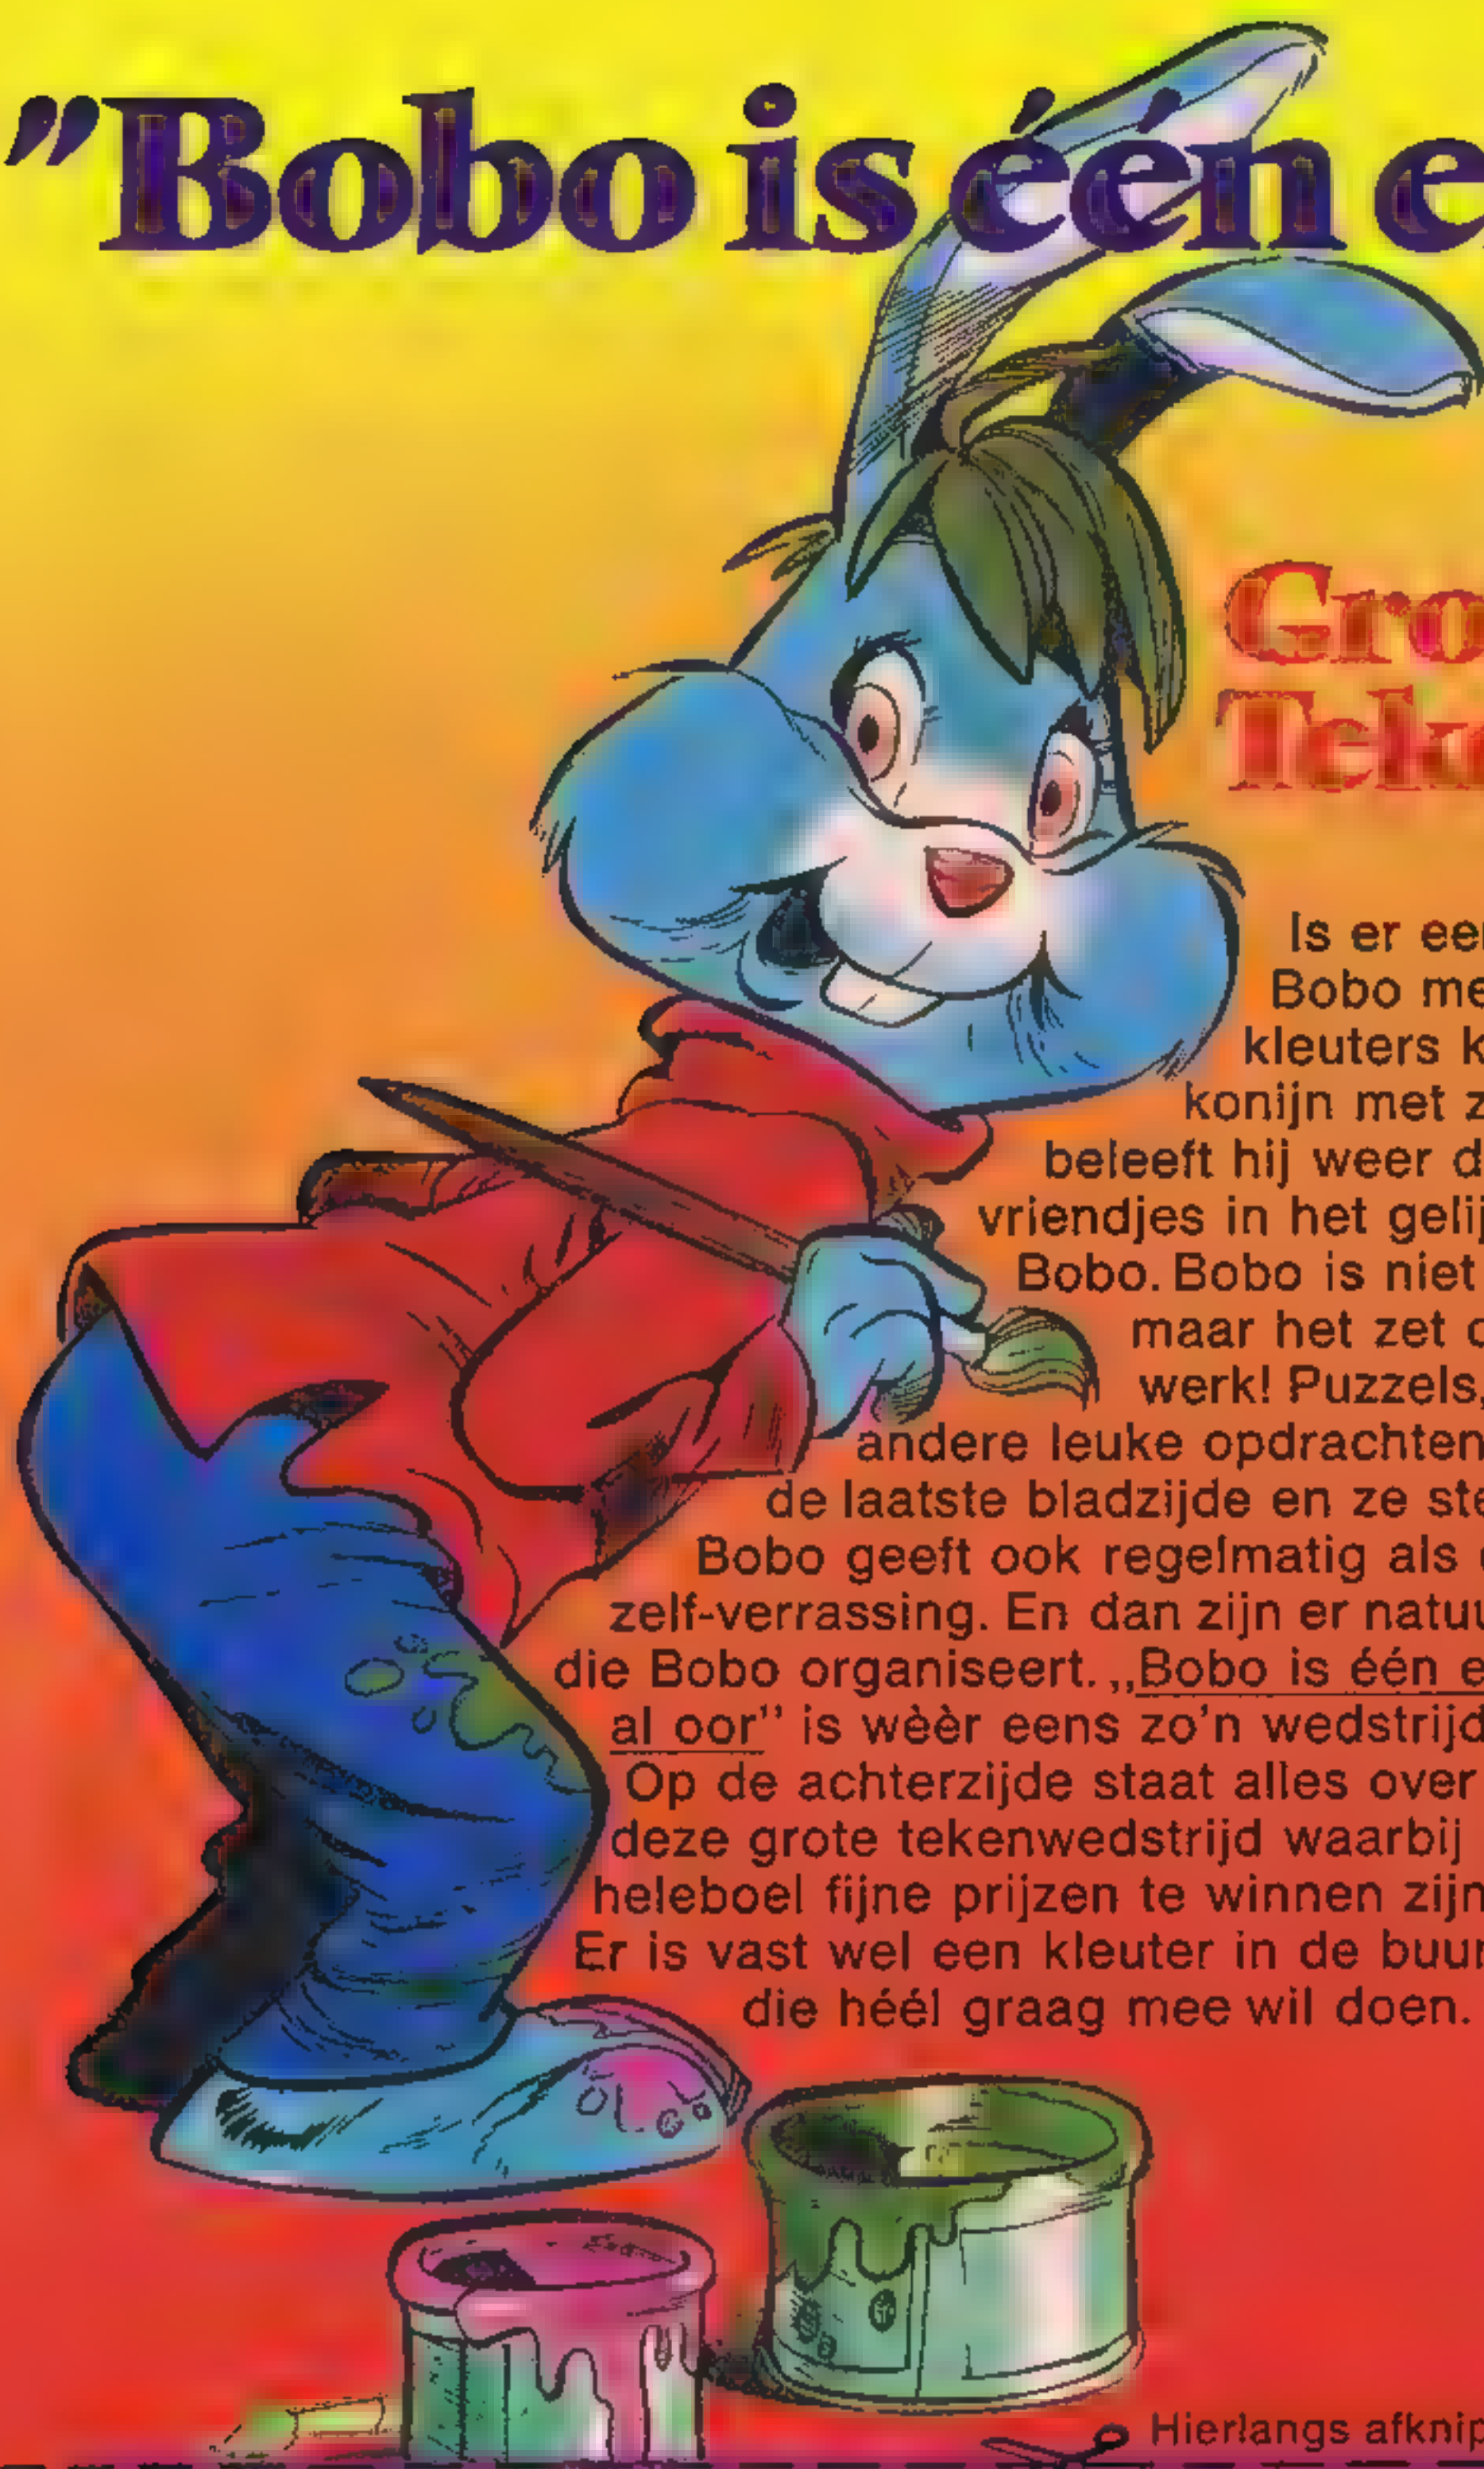 "Bobo is één e
Gro
Teke
Is er een
Bobo me
kleuters k
konijn met z
beleeft hij weer d
vriendjes in het gelij
Bobo. Bobo is niet
maar het zet
werk! Puzzels,
andere leuke opdrachten
de laatste bladzijde en ze ste
Bobo geeft ook regelmatig als
zelf-verrassing. En dan zijn er natuu
die Bobo organiseert. „Bobo is één e
al oor” is wèèr eens zo'n wedstrijd
Op de achterzijde staat alles over
deze grote tekenwedstrijd waarbij
heleboel fijne prijzen te winnen zijn
Er is vast wel een kleuter in de buur
die héél graag mee wil doen.
Hierlangs afknip